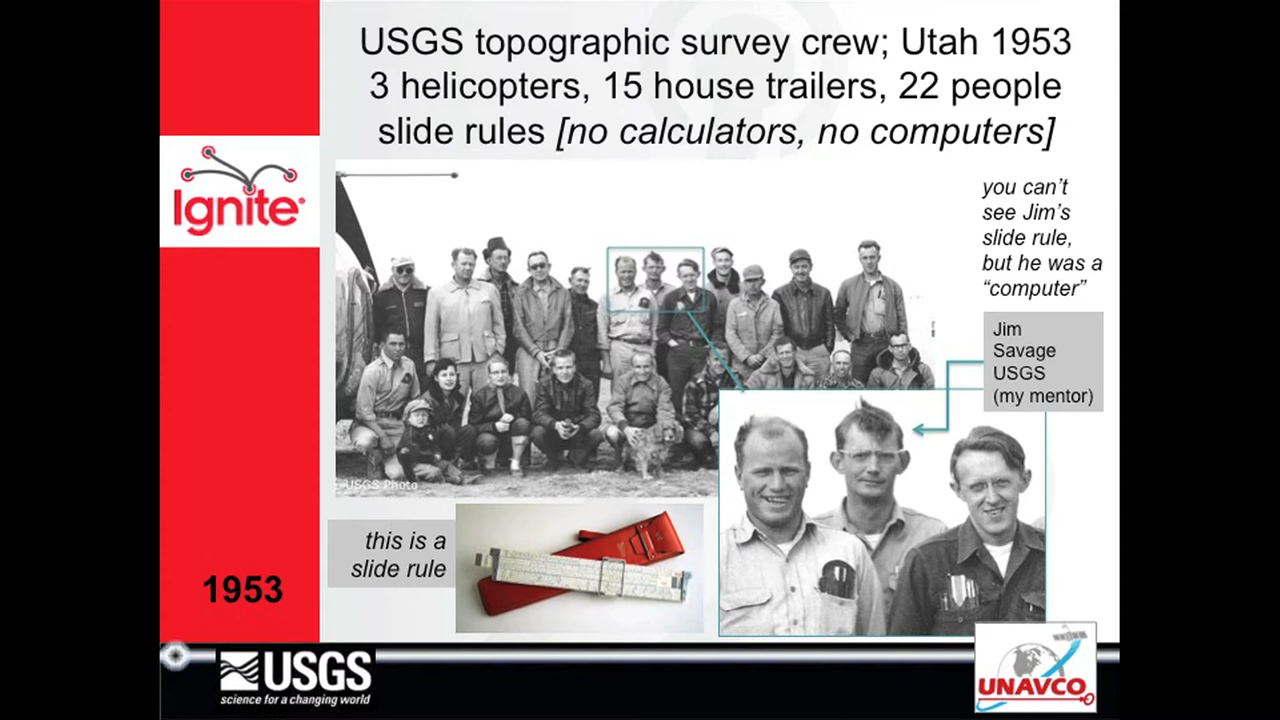 USGS topographic survey crew; Utah 1953
3 helicopters, 15 house trailers, 22 people
slide rules [no calculators, no computers]
Ignite
you can't
see Jim's
slide rule,
but he was a
“computer”
Jim
Savage
USGS
(my mentor)
USGS Photo
this is a
slide rule
1953
USGS
science for a changing world
UNAVCO